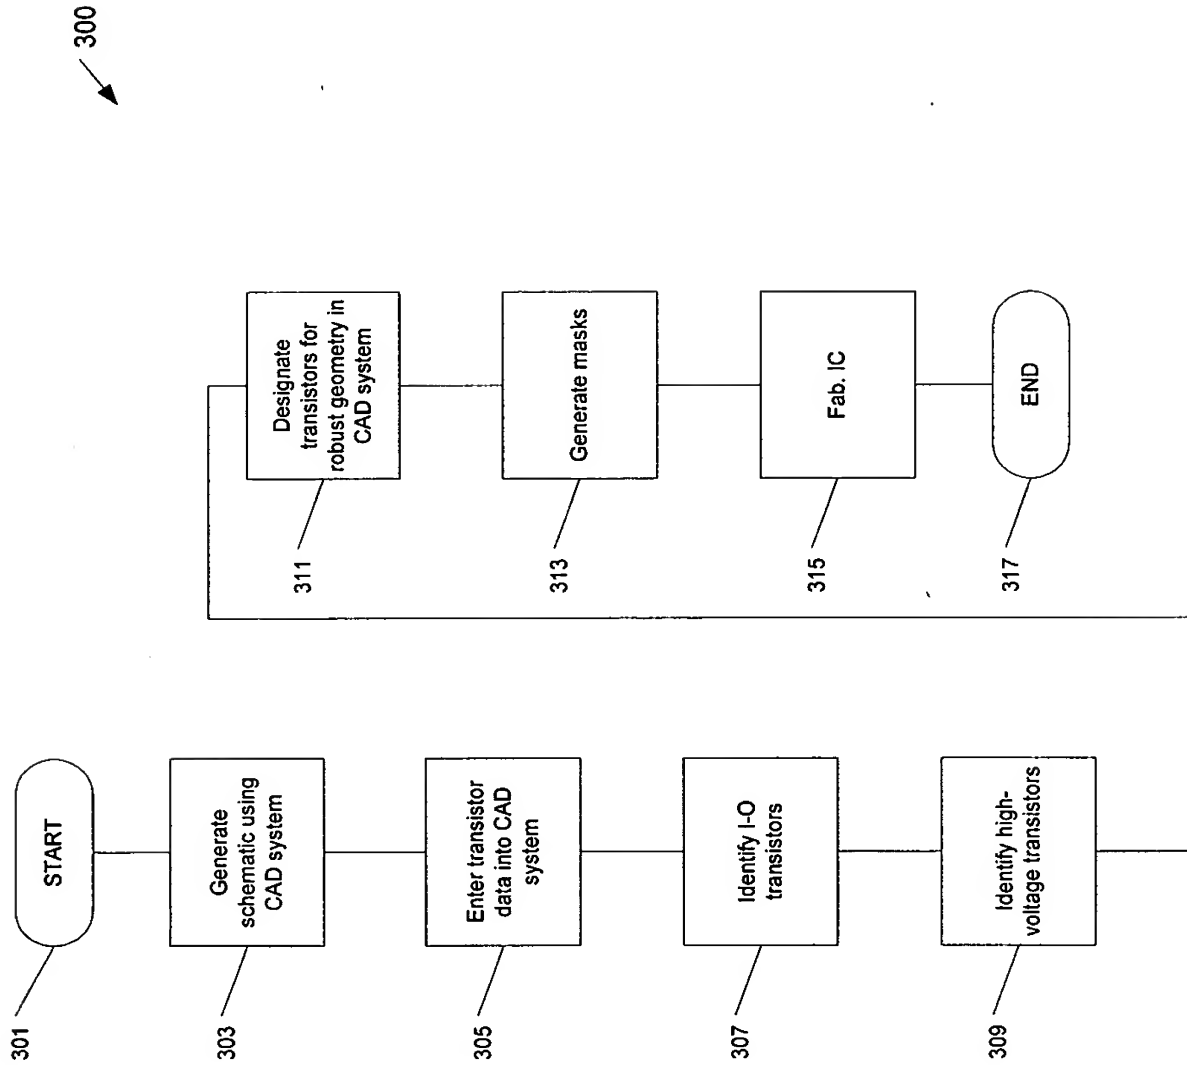 300
START
301
Generate
schematic using
CAD system
303
Enter transistor
data into CAD
system
305
Identify I-O
transistors
307
Identify high-
voltage transistors
309
Designate
transistors for
robust geometry in
CAD system
311
Generate masks
313
Fab. IC
315
END
317